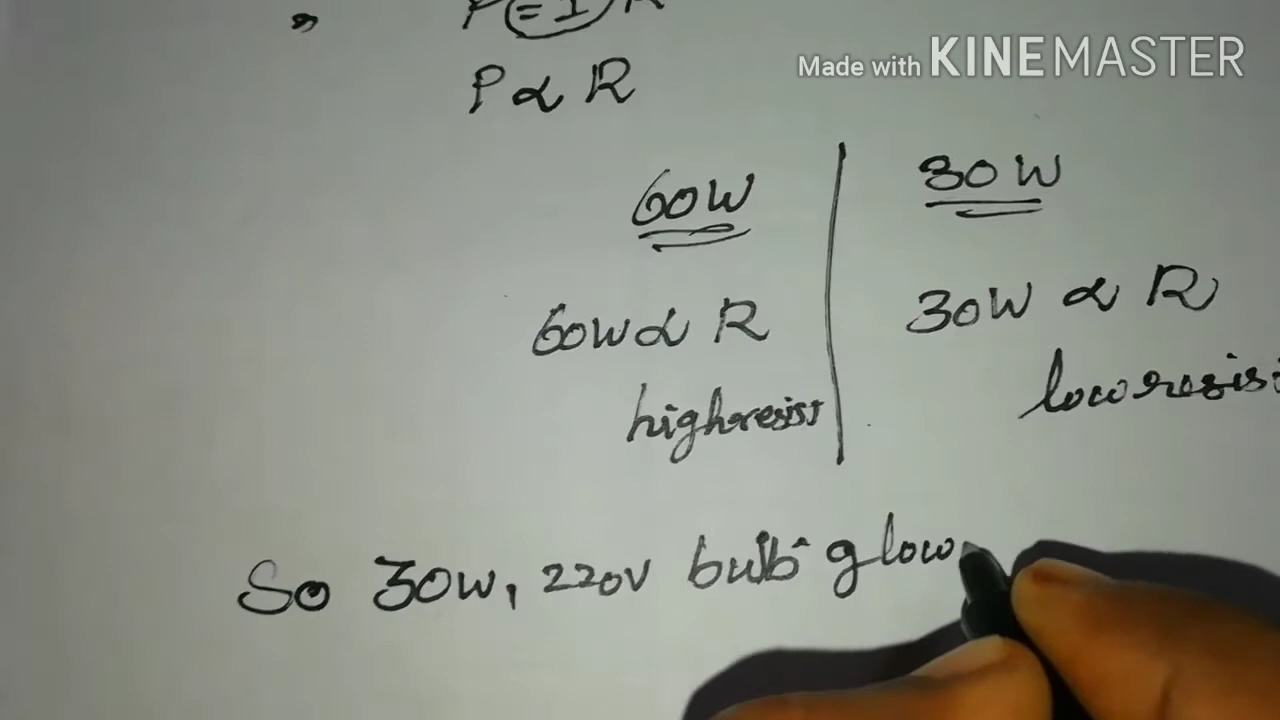 Made with KINEMASTER
P = I R
P α R
60W 30W
60W α R 30W α R
high resist low resis
So 30W, 220V bulb glow